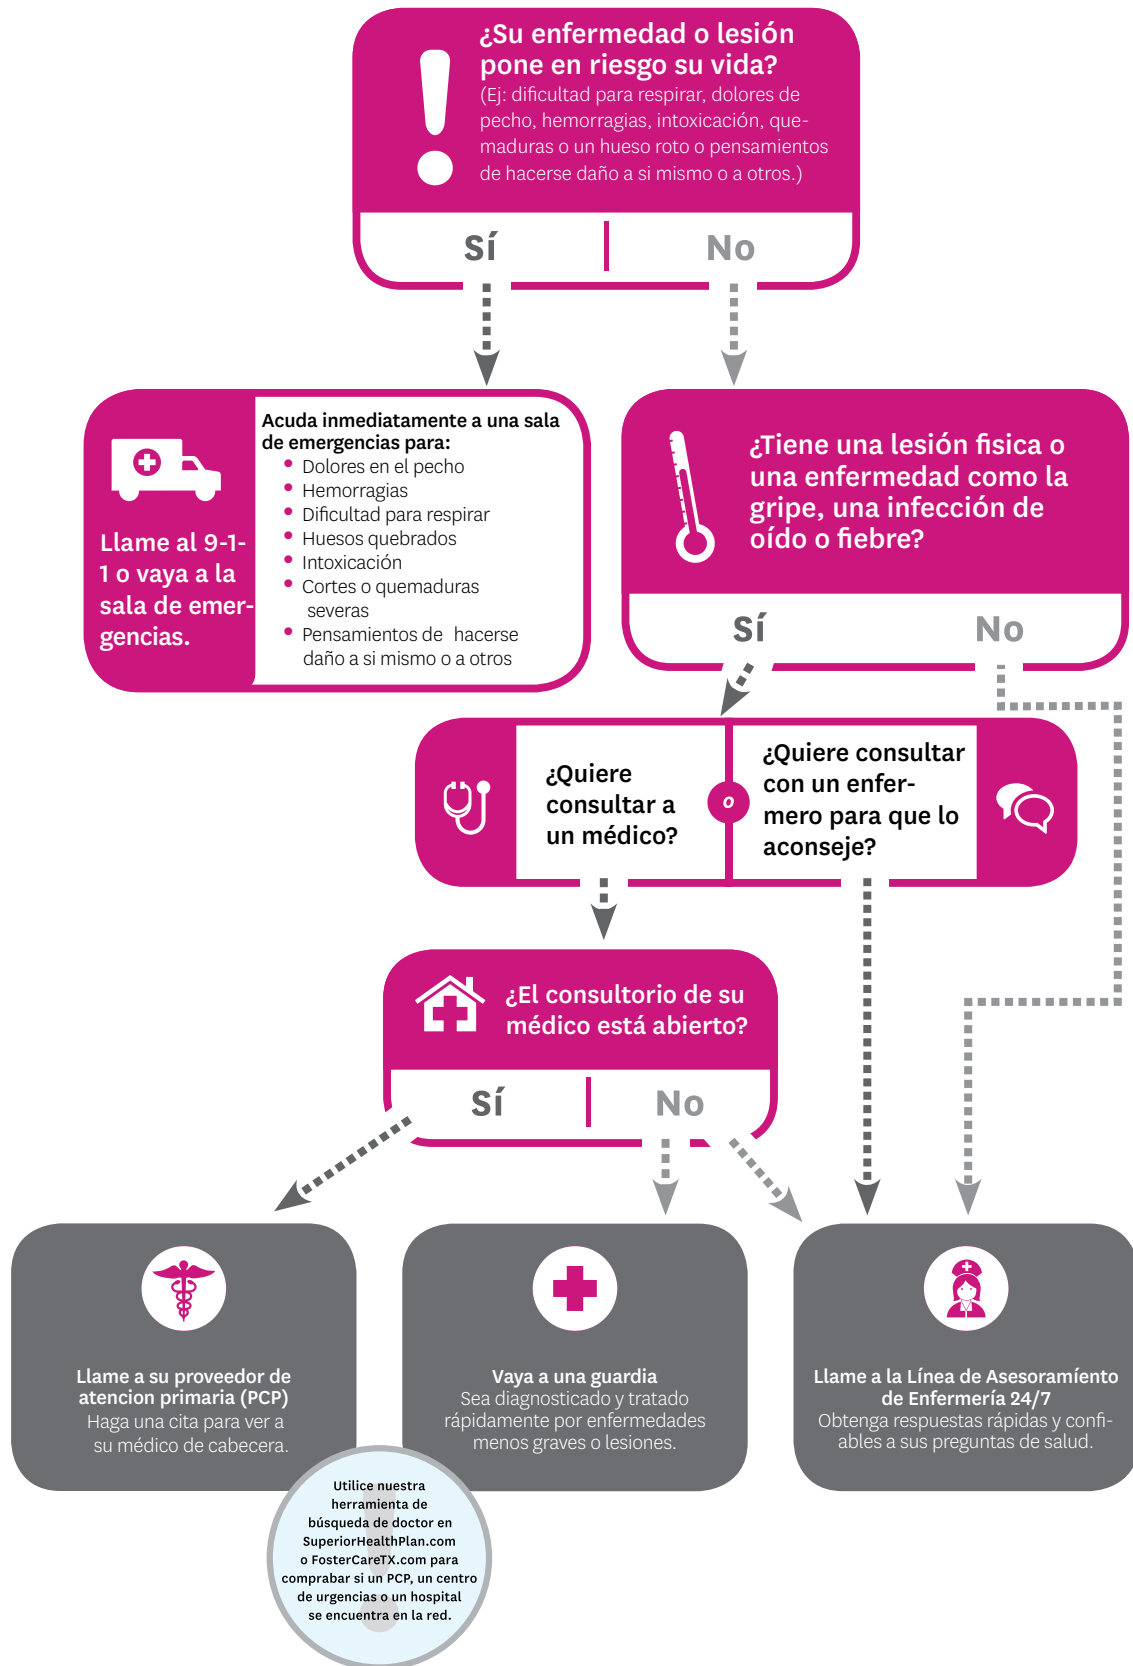 ¿Su enfermedad o lesión
pone en riesgo su vida?
(Ej: dificultad para respirar, dolores de
pecho, hemorragias, intoxicación, que-
maduras o un hueso roto o pensamientos
de hacerse daño a si mismo o a otros.)
Sí
No
Llame al 9-1-
1 o vaya a la
sala de emer-
gencias.
Acuda inmediatamente a una sala
de emergencias para:
• Dolores en el pecho
• Hemorragias
• Dificultad para respirar
• Huesos quebrados
• Intoxicación
• Cortes o quemaduras
severas
• Pensamientos de hacerse
daño a si mismo o a otros
¿Tiene una lesión fisica o
una enfermedad como la
gripe, una infección de
oído o fiebre?
Sí
No
¿Quiere
consultar a
un médico?
o
¿Quiere consultar
con un enfer-
mero para que lo
aconseje?
¿El consultorio de su
médico está abierto?
Sí
No
Llame a su proveedor de
atencion primaria (PCP)
Haga una cita para ver a
su médico de cabecera.
Vaya a una guardia
Sea diagnosticado y tratado
rápidamente por enfermedades
menos graves o lesiones.
Llame a la Línea de Asesoramíento
de Enfermería 24/7
Obtenga respuestas rápidas y confi-
ables a sus preguntas de salud.
Utilice nuestra
herramienta de
búsqueda de doctor en
SuperiorHealthPlan.com
o FosterCareTX.com para
comprabar si un PCP, un centro
de urgencias o un hospital
se encuentra en la red.